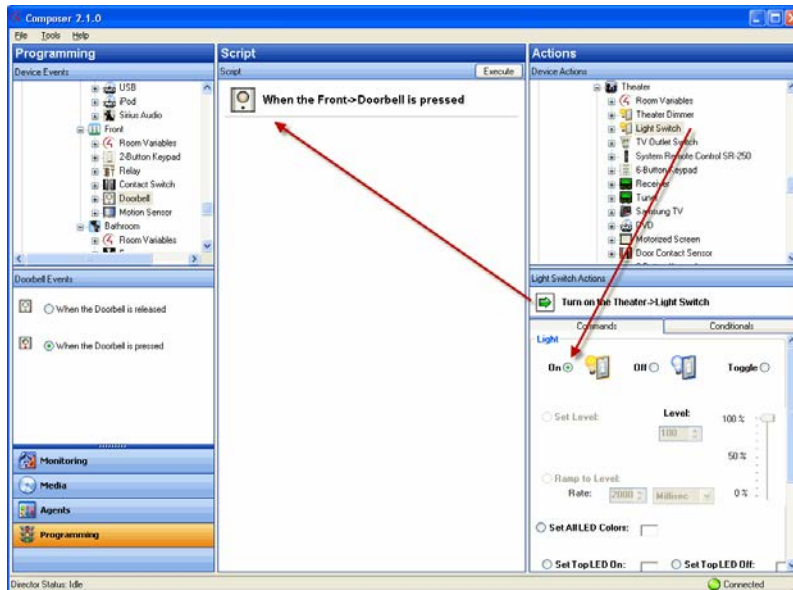 Composer 2.1.0
File Tools Help
Programming
Device Events
USB
iPod
Sirius Audio
Front
Room Variables
2-Button Keypad
Relay
Contact Switch
Doorbell
Motion Sensor
Bathroom
Room Variables
Doorbell Events
When the Doorbell is released
When the Doorbell is pressed
Monitoring
Media
Agents
Programming
Director Status: Idle
Script
Script Execute
When the Front->Doorbell is pressed
Actions
Device Actions
Theater
Room Variables
Theater Dimmer
Light Switch
TV Outlet Switch
System Remote Control SR-250
6-Button Keypad
Receiver
Tuner
Samsung TV
DVD
Motorized Screen
Door Contact Sensor
Light Switch Actions
Turn on the Theater->Light Switch
Commands Conditionals
Light
On Off Toggle
Set Level: Level: 100 %
100
50 %
Ramp to Level:
Rate: 2000 Millisec 0 %
Set All LED Colors:
Set Top LED On: Set Top LED Off:
Connected